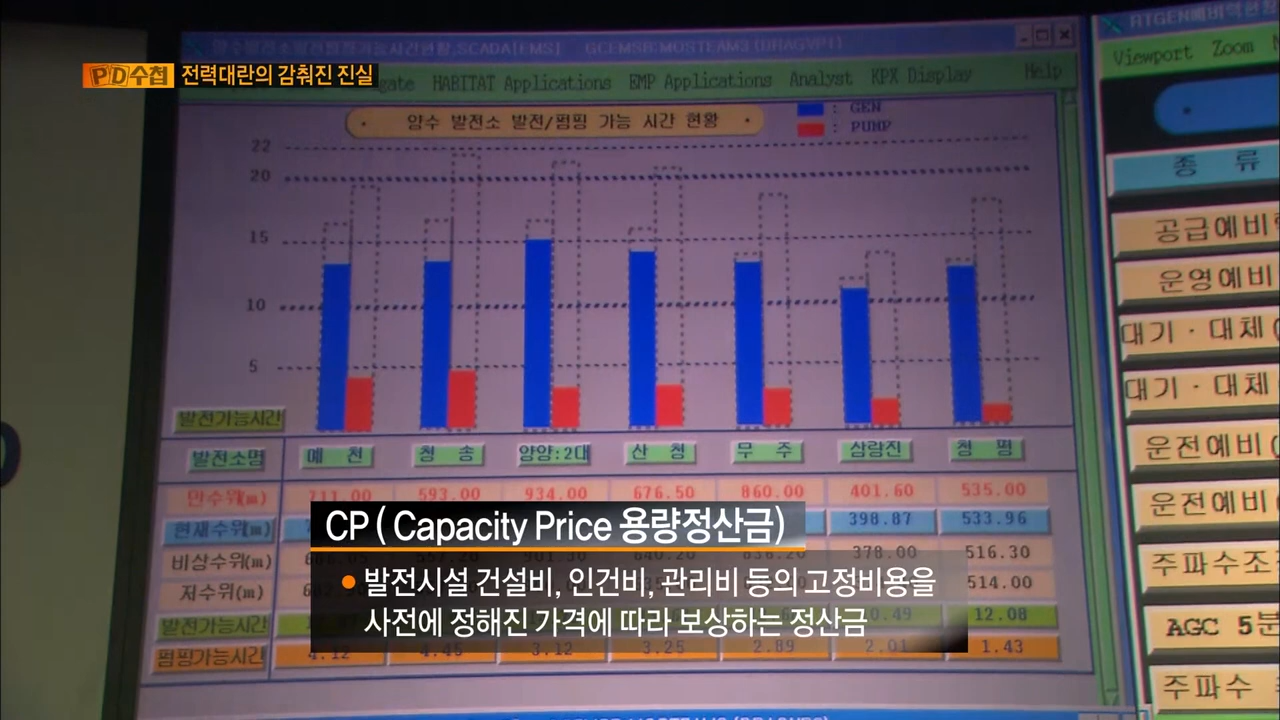 PD수첩 전력대란의 감춰진 진실
HABITAT Applications EMP Applications Analyst KPX Display Help
Viewport Zoom
양수 발전소 발전/펌핑 가능 시간 현황
: GEN
: PUMP
22
20
15
10
5
종 류
공급예비
운영예비
대기 · 대체
대기 · 대체
운전예비
운전예비
주파수조
AGC 5분
주파수
발전가능시간
발전소명 예 천 청 송 양양:2대 산 청 무 주 삼랑진 청 평
만수위(m) 711.00 593.00 934.00 676.50 860.00 401.60 535.00
현재수위(m) 398.87 533.96
비상수위(m) 378.00 516.30
저수위(m) 514.00
발전가능시간 12.08
펌핑가능시간 4.12 4.45 3.12 3.25 2.89 2.01 1.43
CP ( Capacity Price 용량정산금)
발전시설 건설비, 인건비, 관리비 등의 고정비용을
사전에 정해진 가격에 따라 보상하는 정산금